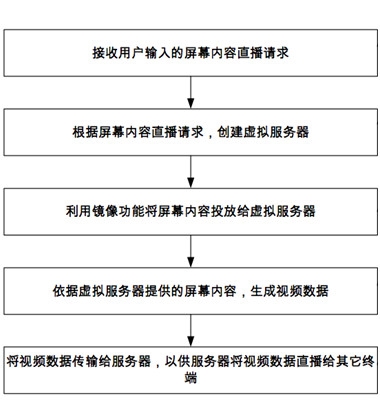 接收用户输入的屏幕内容直播请求
根据屏幕内容直播请求，创建虚拟服务器
利用镜像功能将屏幕内容投放给虚拟服务器
依据虚拟服务器提供的屏幕内容，生成视频数据
将视频数据传输给服务器，以供服务器将视频数据直播给其它终
端